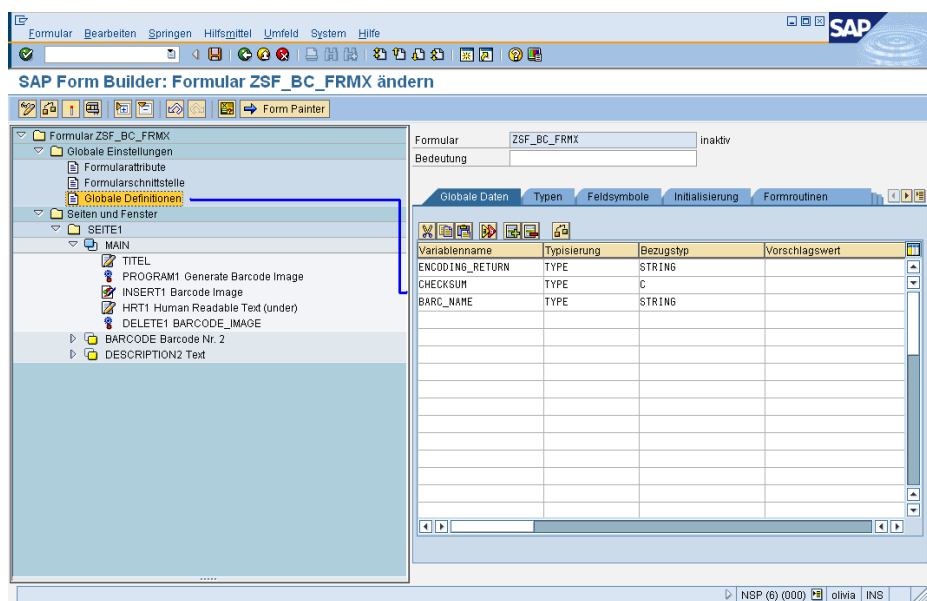 Formular Bearbeiten Springen Hilfsmittel Umfeld System Hilfe
SAP
SAP Form Builder: Formular ZSF_BC_FRMX ändern
Form Painter
Formular ZSF_BC_FRMX
Globale Einstellungen
Formularattribute
Formularschnittstelle
Globale Definitionen
Seiten und Fenster
SEITE1
MAIN
TITEL
PROGRAM1 Generate Barcode Image
INSERT1 Barcode Image
HRT1 Human Readable Text (under)
DELETE1 BARCODE_IMAGE
BARCODE Barcode Nr. 2
DESCRIPTION2 Text
Formular ZSF_BC_FRMX inaktiv
Bedeutung
Globale Daten Typen Feldsymbole Initialisierung Formroutinen
Variablenname Typisierung Bezugstyp Vorschlagswert
ENCODING_RETURN TYPE STRING
CHECKSUM TYPE C
BARC_NAME TYPE STRING
NSP (6) (000) olivia INS